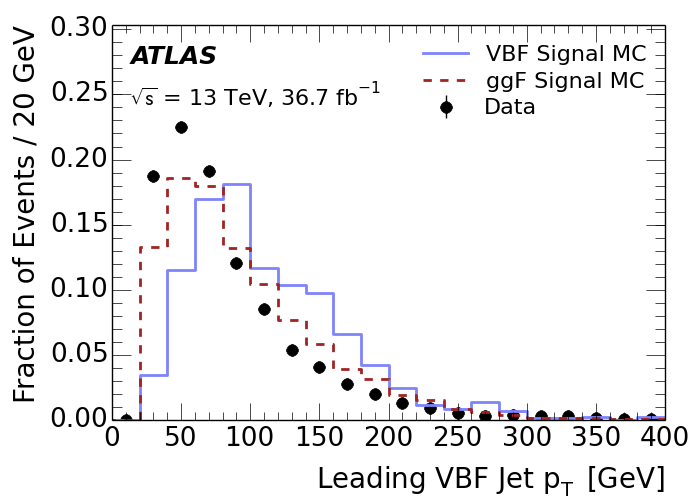 ATLAS
√s = 13 TeV, 36.7 fb⁻¹
VBF Signal MC
ggF Signal MC
Data
Fraction of Events / 20 GeV
0.30
0.25
0.20
0.15
0.10
0.05
0.00
0 50 100 150 200 250 300 350 400
Leading VBF Jet p_T [GeV]